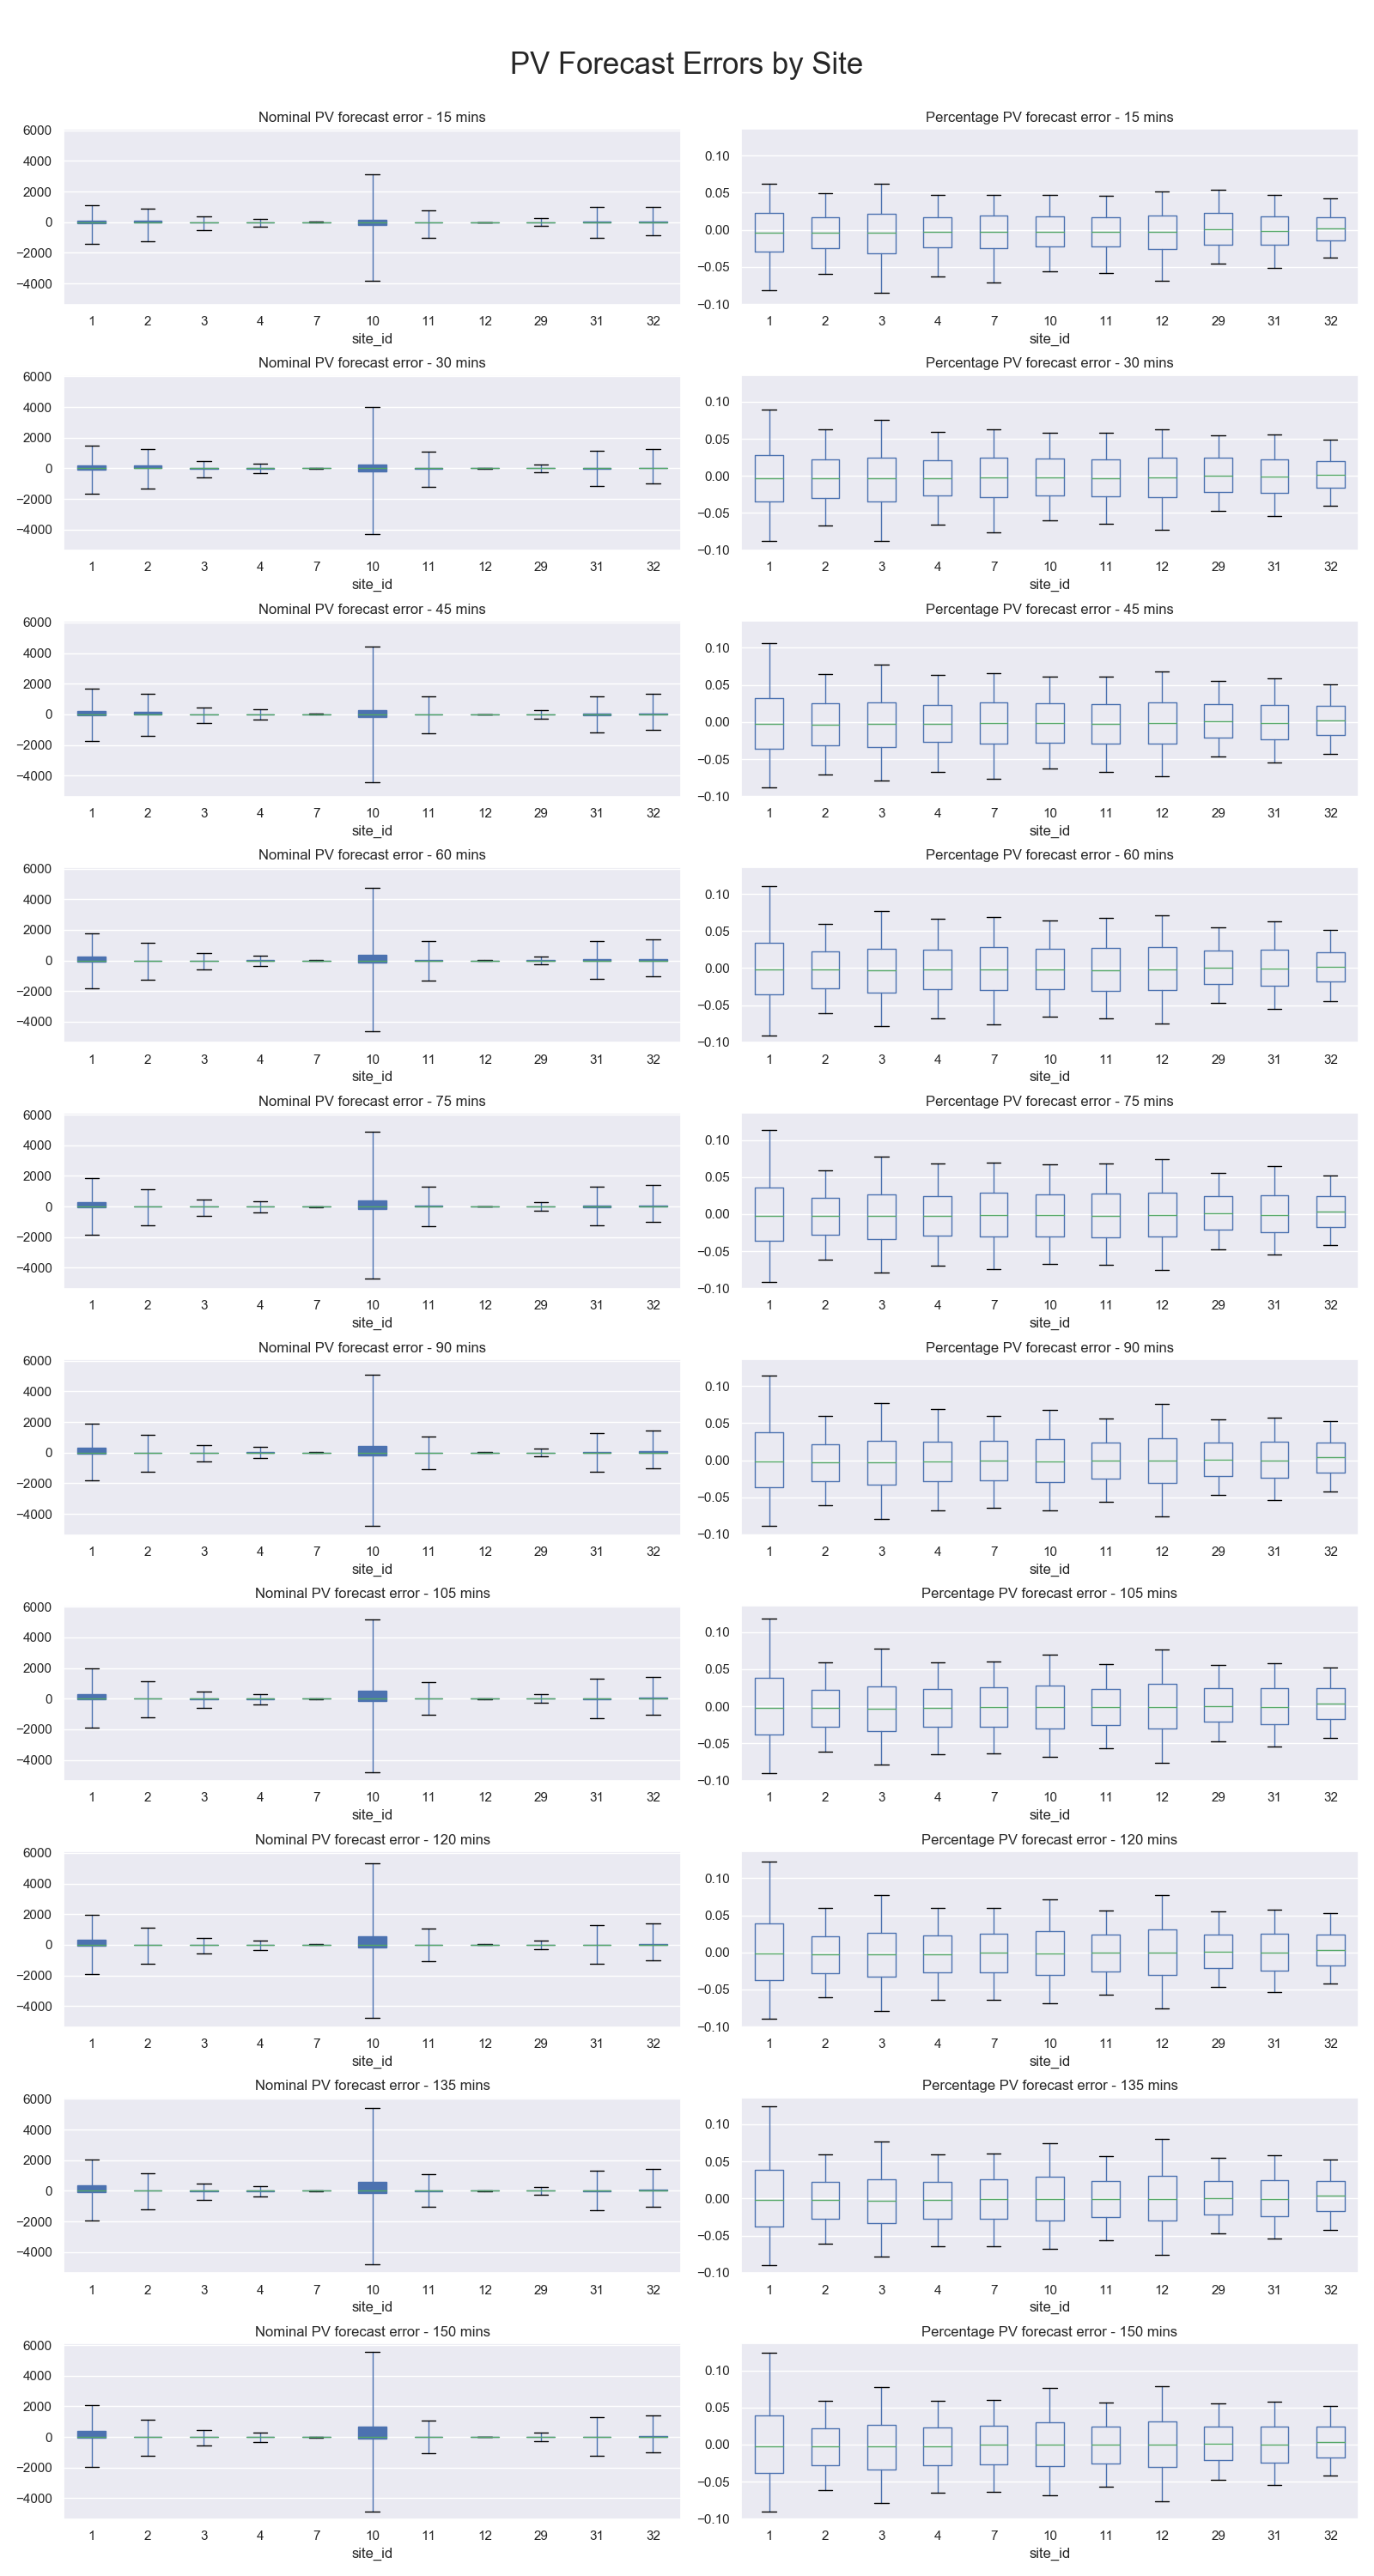 PV Forecast Errors by Site
Nominal PV forecast error - 15 mins
6000
4000
2000
0
−2000
−4000
1 2 3 4 7 10 11 12 29 31 32
site_id
Percentage PV forecast error - 15 mins
0.10
0.05
0.00
−0.05
−0.10
1 2 3 4 7 10 11 12 29 31 32
site_id
Nominal PV forecast error - 30 mins
6000
4000
2000
0
−2000
−4000
1 2 3 4 7 10 11 12 29 31 32
site_id
Percentage PV forecast error - 30 mins
0.10
0.05
0.00
−0.05
−0.10
1 2 3 4 7 10 11 12 29 31 32
site_id
Nominal PV forecast error - 45 mins
6000
4000
2000
0
−2000
−4000
1 2 3 4 7 10 11 12 29 31 32
site_id
Percentage PV forecast error - 45 mins
0.10
0.05
0.00
−0.05
−0.10
1 2 3 4 7 10 11 12 29 31 32
site_id
Nominal PV forecast error - 60 mins
6000
4000
2000
0
−2000
−4000
1 2 3 4 7 10 11 12 29 31 32
site_id
Percentage PV forecast error - 60 mins
0.10
0.05
0.00
−0.05
−0.10
1 2 3 4 7 10 11 12 29 31 32
site_id
Nominal PV forecast error - 75 mins
6000
4000
2000
0
−2000
−4000
1 2 3 4 7 10 11 12 29 31 32
site_id
Percentage PV forecast error - 75 mins
0.10
0.05
0.00
−0.05
−0.10
1 2 3 4 7 10 11 12 29 31 32
site_id
Nominal PV forecast error - 90 mins
6000
4000
2000
0
−2000
−4000
1 2 3 4 7 10 11 12 29 31 32
site_id
Percentage PV forecast error - 90 mins
0.10
0.05
0.00
−0.05
−0.10
1 2 3 4 7 10 11 12 29 31 32
site_id
Nominal PV forecast error - 105 mins
6000
4000
2000
0
−2000
−4000
1 2 3 4 7 10 11 12 29 31 32
site_id
Percentage PV forecast error - 105 mins
0.10
0.05
0.00
−0.05
−0.10
1 2 3 4 7 10 11 12 29 31 32
site_id
Nominal PV forecast error - 120 mins
6000
4000
2000
0
−2000
−4000
1 2 3 4 7 10 11 12 29 31 32
site_id
Percentage PV forecast error - 120 mins
0.10
0.05
0.00
−0.05
−0.10
1 2 3 4 7 10 11 12 29 31 32
site_id
Nominal PV forecast error - 135 mins
6000
4000
2000
0
−2000
−4000
1 2 3 4 7 10 11 12 29 31 32
site_id
Percentage PV forecast error - 135 mins
0.10
0.05
0.00
−0.05
−0.10
1 2 3 4 7 10 11 12 29 31 32
site_id
Nominal PV forecast error - 150 mins
6000
4000
2000
0
−2000
−4000
1 2 3 4 7 10 11 12 29 31 32
site_id
Percentage PV forecast error - 150 mins
0.10
0.05
0.00
−0.05
−0.10
1 2 3 4 7 10 11 12 29 31 32
site_id